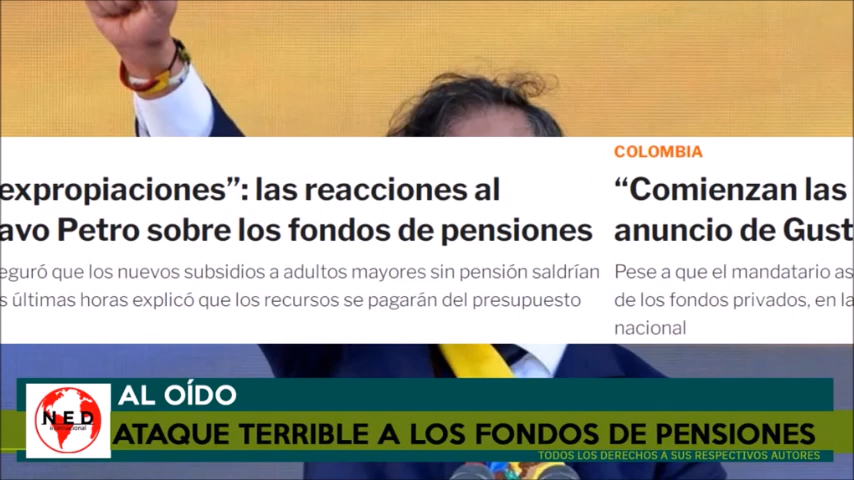 expropiaciones”: las reacciones al
avo Petro sobre los fondos de pensiones
eguró que los nuevos subsidios a adultos mayores sin pensión saldrían
s últimas horas explicó que los recursos se pagarán del presupuesto
COLOMBIA
“Comienzan las
anuncio de Gust
Pese a que el mandatario as
de los fondos privados, en la
nacional
NED
Internacional
AL OÍDO
ATAQUE TERRIBLE A LOS FONDOS DE PENSIONES
TODOS LOS DERECHOS A SUS RESPECTIVOS AUTORES